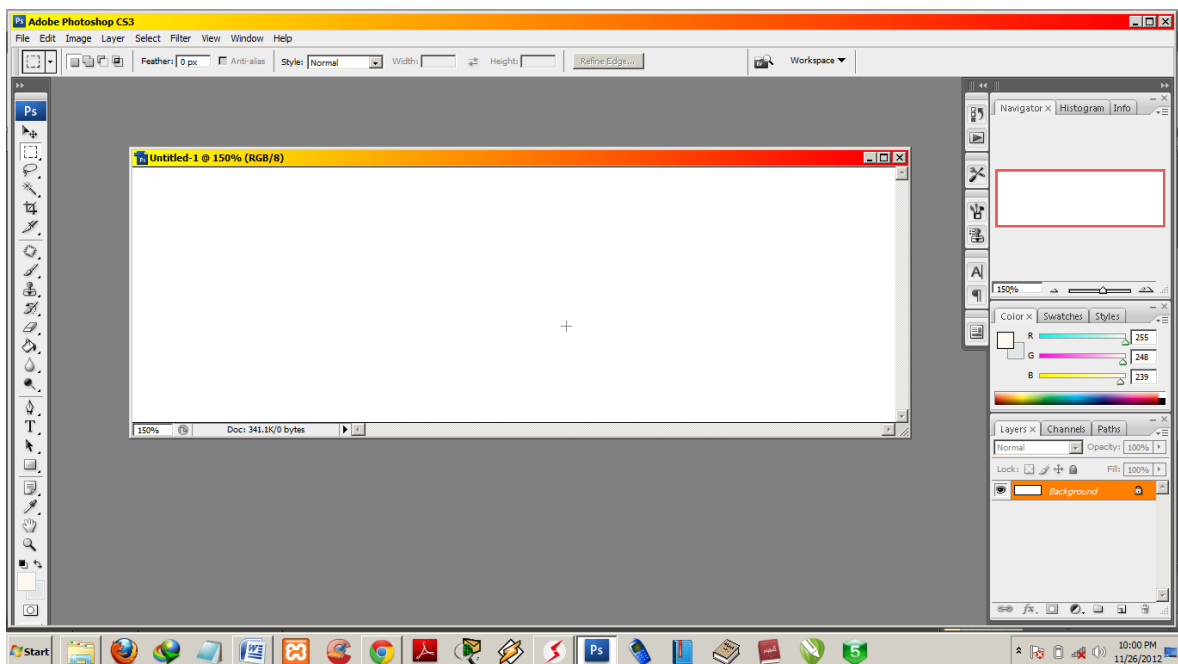 Ps Adobe Photoshop CS3
File Edit Image Layer Select Filter View Window Help
Feather: 0 px Anti-alias Style: Normal Width: Height: Refine Edge... Workspace
Ps
Navigator × Histogram Info
Untitled-1 @ 150% (RGB/8)
150%
Color × Swatches Styles
R 255
G 248
B 239
150% Doc: 341.1K/0 bytes
Layers × Channels Paths
Normal Opacity: 100%
Lock: Fill: 100%
Background
T
A
Start Ps 5 10:00 PM
11/26/2012